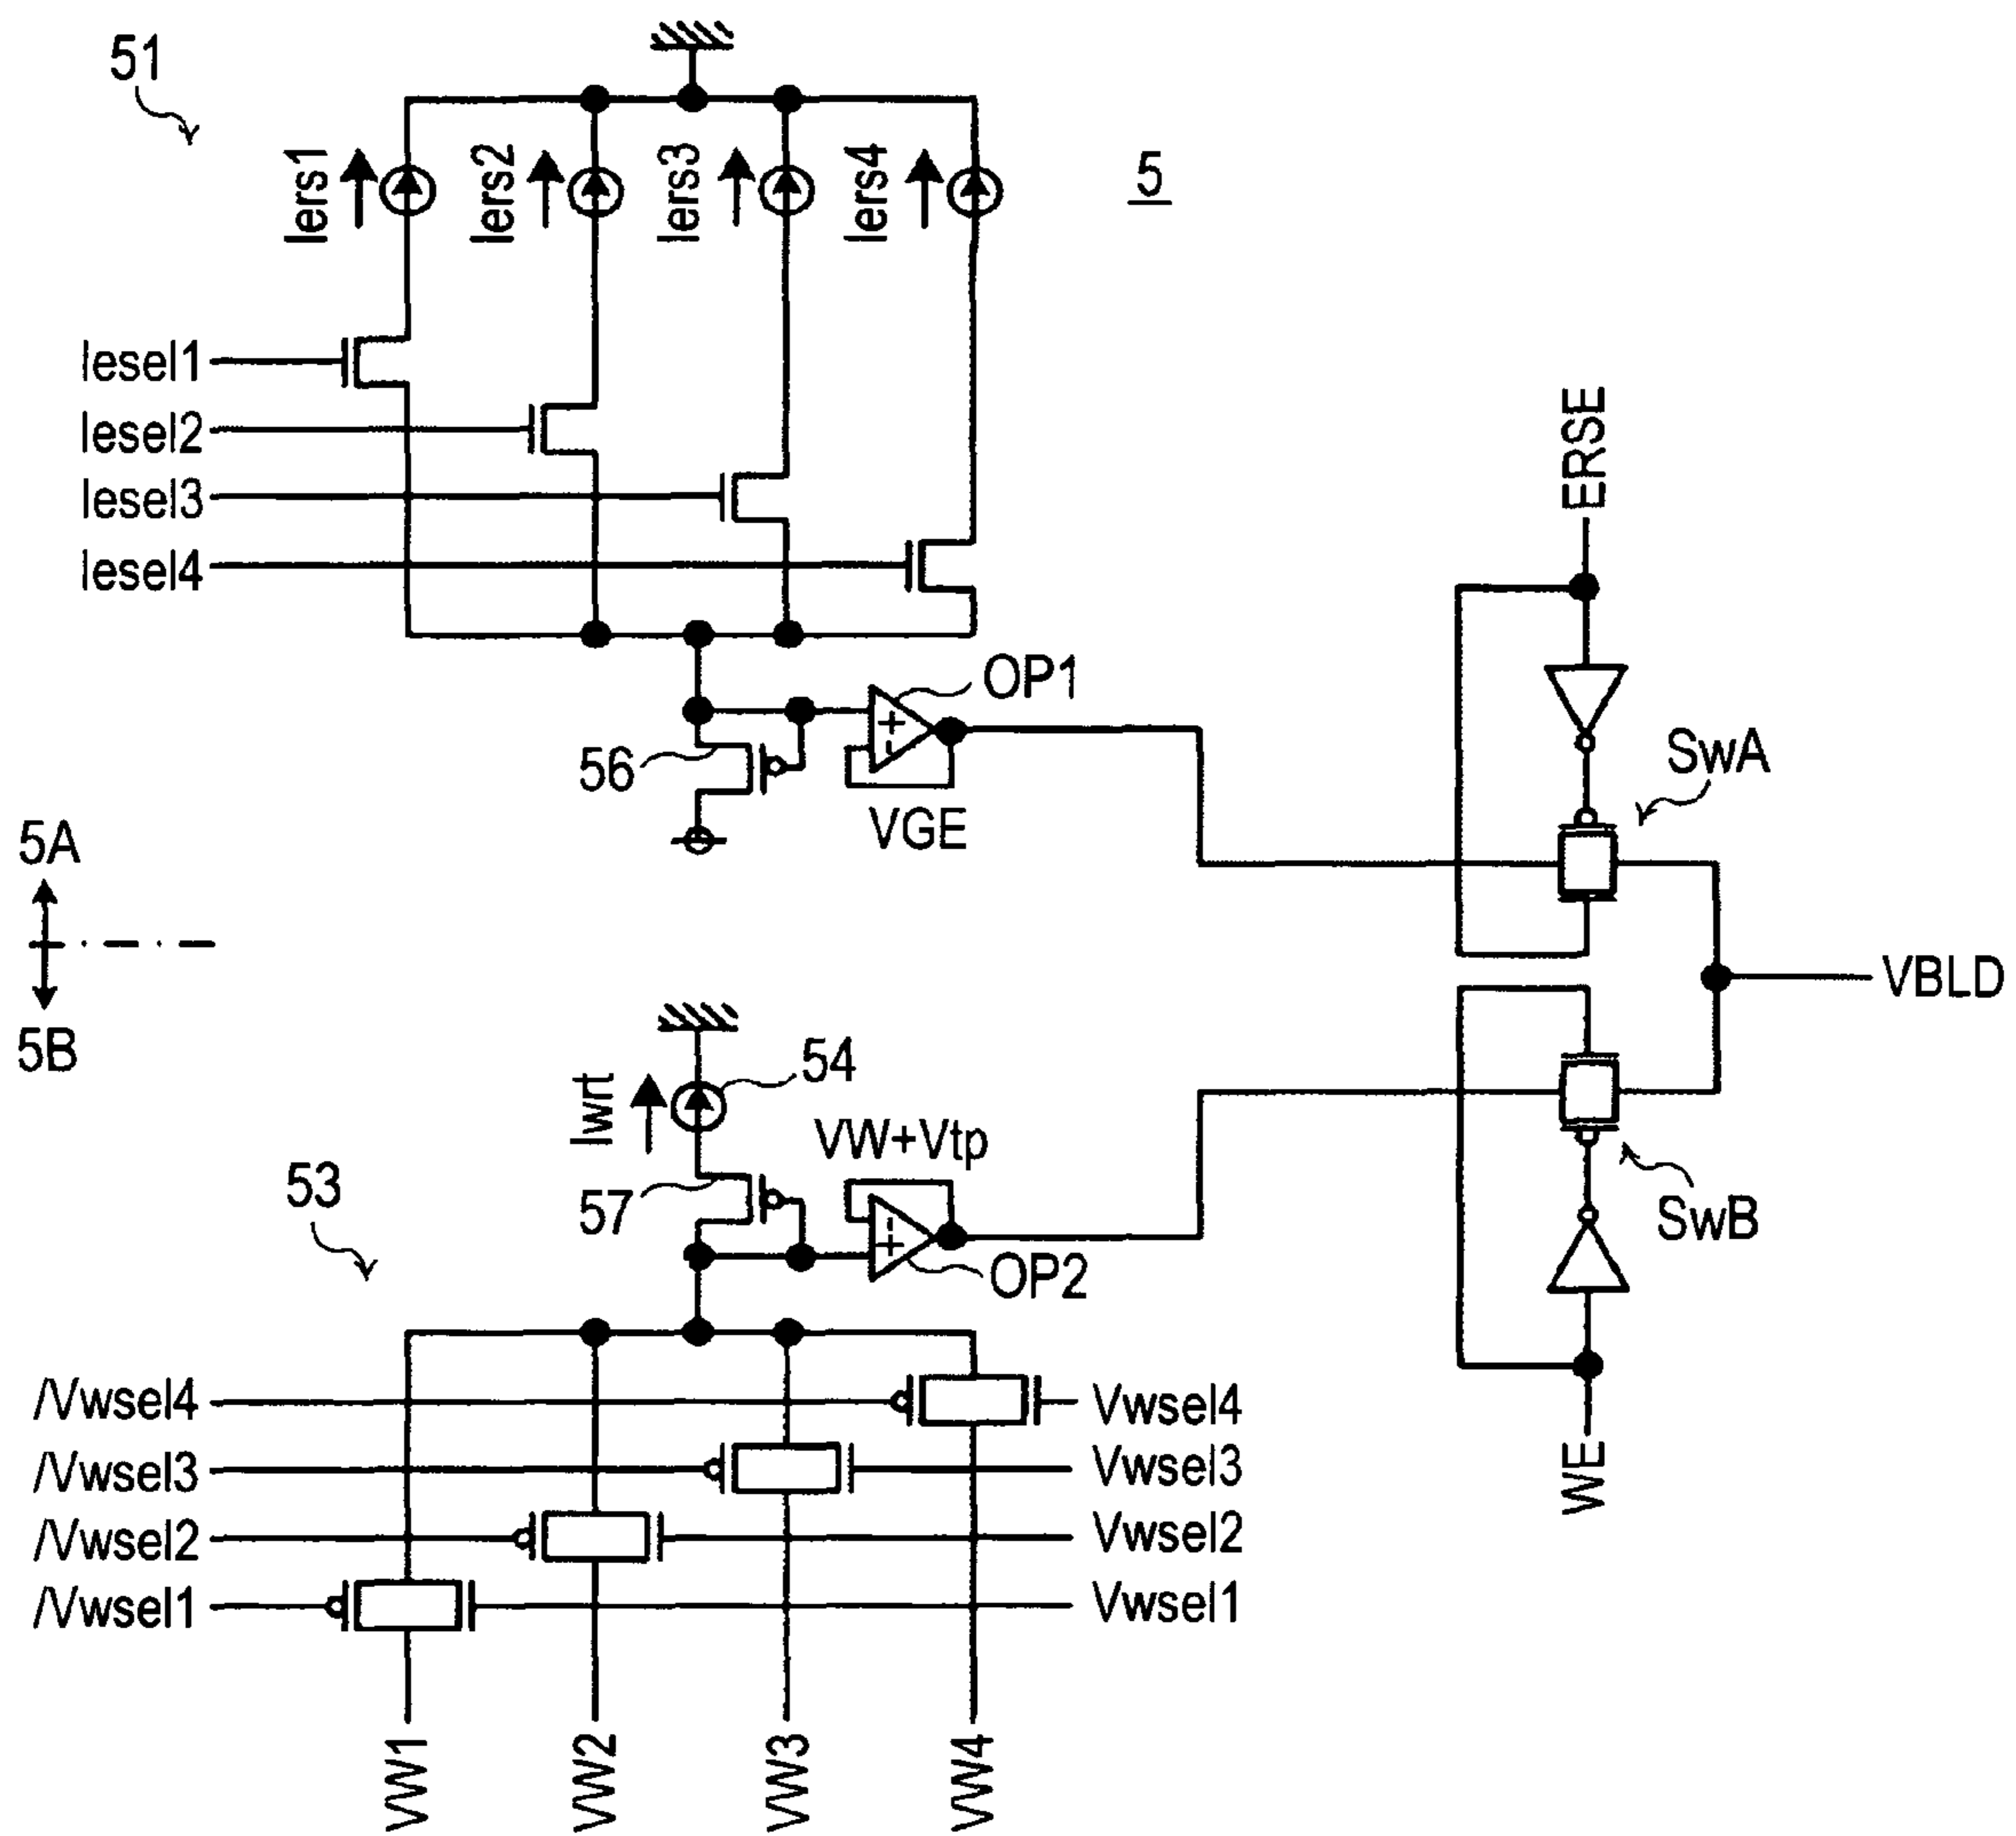 51
Iers1
Iers2
Iers3
Iers4
5
Iesel1
Iesel2
Iesel3
Iesel4
ERSE
OP1
+
-
56
VGE
SwA
5A
5B
VBLD
54
Iwrt
VW+Vtp
53
57
-
+
OP2
SwB
/Vwsel4
Vwsel4
/Vwsel3
Vwsel3
/Vwsel2
Vwsel2
/Vwsel1
Vwsel1
WE
VW1
VW2
VW3
VW4